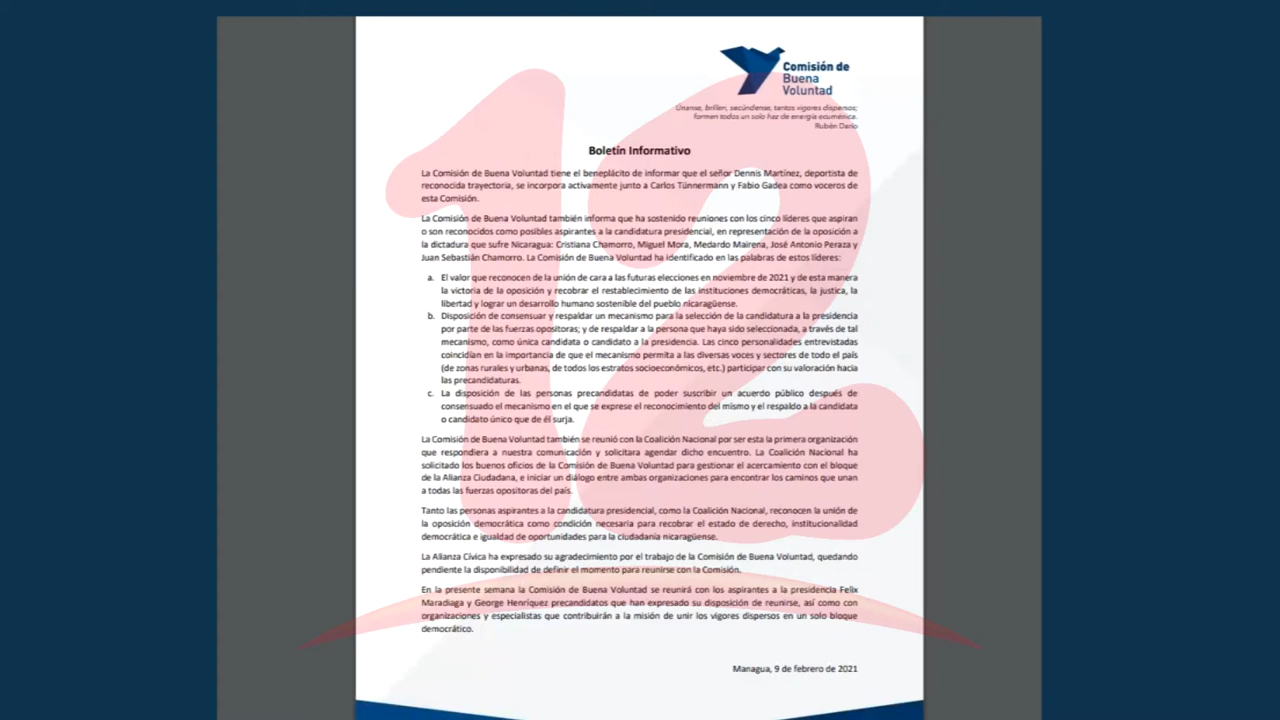 Comisión de
Buena
Voluntad
Únanse, brillen, secúndense, tantos vigores dispersos;
formen todos un solo haz de energía ecuménica.
Rubén Darío
Boletín Informativo
La Comisión de Buena Voluntad tiene el beneplácito de informar que el señor Dennis Martínez, deportista de
reconocida trayectoria, se incorpora activamente junto a Carlos Tünnermann y Fabio Gadea como voceros de
esta Comisión.
La Comisión de Buena Voluntad también informa que ha sostenido reuniones con los cinco líderes que aspiran
o son reconocidos como posibles aspirantes a la candidatura presidencial, en representación de la oposición a
la dictadura que sufre Nicaragua: Cristiana Chamorro, Miguel Mora, Medardo Mairena, José Antonio Peraza y
Juan Sebastián Chamorro. La Comisión de Buena Voluntad ha identificado en las palabras de estos líderes:
a. El valor que reconocen de la unión de cara a las futuras elecciones en noviembre de 2021 y de esta manera
la victoria de la oposición y recobrar el restablecimiento de las instituciones democráticas, la justicia, la
libertad y lograr un desarrollo humano sostenible del pueblo nicaragüense.
b. Disposición de consensuar y respaldar un mecanismo para la selección de la candidatura a la presidencia
por parte de las fuerzas opositoras; y de respaldar a la persona que haya sido seleccionada, a través de tal
mecanismo, como única candidata o candidato a la presidencia. Las cinco personalidades entrevistadas
coincidían en la importancia de que el mecanismo permita a las diversas voces y sectores de todo el país
(de zonas rurales y urbanas, de todos los estratos socioeconómicos, etc.) participar con su valoración hacia
las precandidaturas.
c. La disposición de las personas precandidatas de poder suscribir un acuerdo público después de
consensuado el mecanismo en el que se exprese el reconocimiento del mismo y el respaldo a la candidata
o candidato único que de él surja.
La Comisión de Buena Voluntad también se reunió con la Coalición Nacional por ser esta la primera organización
que respondiera a nuestra comunicación y solicitara agendar dicho encuentro. La Coalición Nacional ha
solicitado los buenos oficios de la Comisión de Buena Voluntad para gestionar el acercamiento con el bloque
de la Alianza Ciudadana, e iniciar un diálogo entre ambas organizaciones para encontrar los caminos que unan
a todas las fuerzas opositoras del país.
Tanto las personas aspirantes a la candidatura presidencial, como la Coalición Nacional, reconocen la unión de
la oposición democrática como condición necesaria para recobrar el estado de derecho, institucionalidad
democrática e igualdad de oportunidades para la ciudadanía nicaragüense.
La Alianza Cívica ha expresado su agradecimiento por el trabajo de la Comisión de Buena Voluntad, quedando
pendiente la disponibilidad de definir el momento para reunirse con la Comisión.
En la presente semana la Comisión de Buena Voluntad se reunirá con los aspirantes a la presidencia Felix
Maradiaga y George Henríquez precandidatos que han expresado su disposición de reunirse, así como con
organizaciones y especialistas que contribuirán a la misión de unir los vigores dispersos en un solo bloque
democrático.
Managua, 9 de febrero de 2021
12